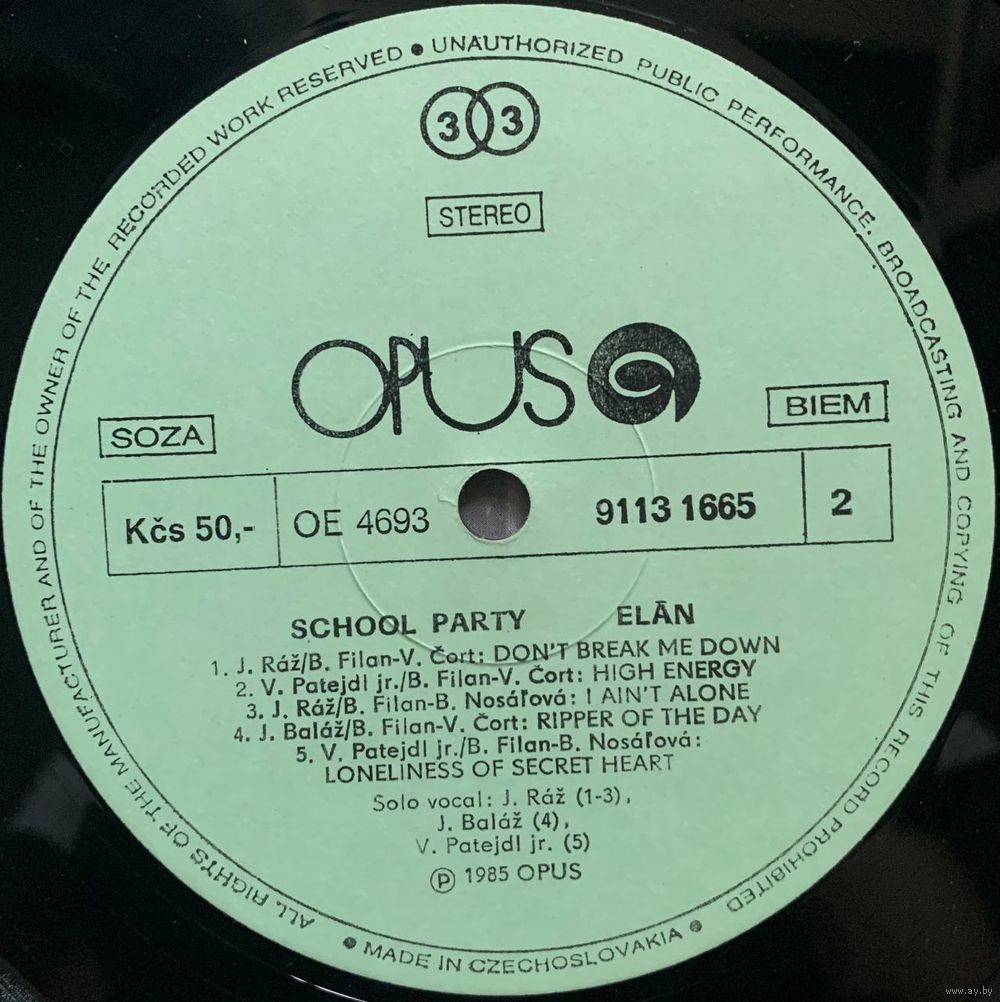 ALL RIGHTS OF THE MANUFACTURER AND OF THE OWNER OF THE RECORDED WORK RESERVED ● UNAUTHORIZED PUBLIC PERFORMANCE. BROADCASTING AND COPYING OF THIS RECORD PROHIBITED
● MADE IN CZECHOSLOVAKIA ●
33
STEREO
OPUS
SOZA
BIEM
Kčs 50,- OE 4693 9113 1665 2
SCHOOL PARTY ELĀN
1. J. Ráž/B. Filan-V. Čort: DON'T BREAK ME DOWN
2. V. Patejdl jr./B. Filan-V. Čort: HIGH ENERGY
3. J. Ráž/B. Filan-B. Nosáľová: I AIN'T ALONE
4. J. Baláž/B. Filan-V. Čort: RIPPER OF THE DAY
5. V. Patejdl jr./B. Filan-B. Nosáľová:
LONELINESS OF SECRET HEART
Solo vocal: J. Ráž (1-3),
J. Baláž (4),
V. Patejdl jr. (5)
Ⓟ 1985 OPUS
www.ay.by